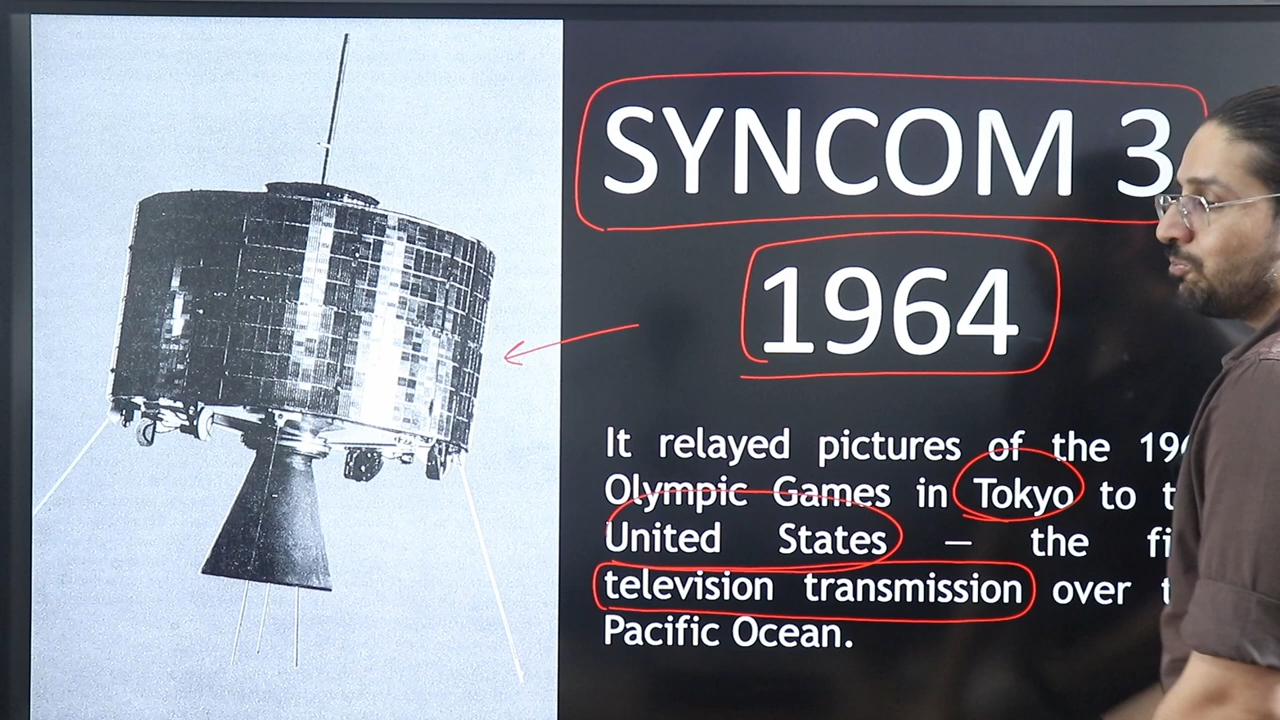 SYNCOM 3
1964
It relayed pictures of the
Olympic Games in Tokyo to
United States – the
television transmission over
Pacific Ocean.